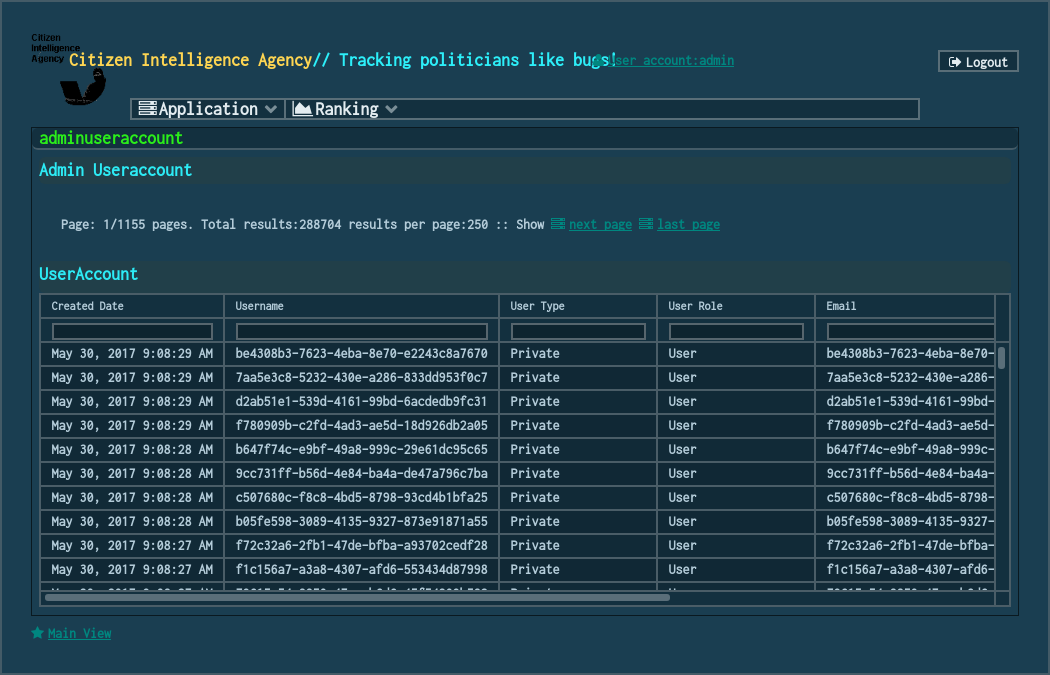 Citizen
Intelligence
Agency
Citizen Intelligence Agency// Tracking politicians like bugs!
User account:admin
Logout
Application Ranking
adminuseraccount
Admin Useraccount
Page: 1/1155 pages. Total results:288704 results per page:250 :: Show next page last page
UserAccount
Created Date Username User Type User Role Email
May 30, 2017 9:08:29 AM be4308b3-7623-4eba-8e70-e2243c8a7670 Private User be4308b3-7623-4eba-8e70-
May 30, 2017 9:08:29 AM 7aa5e3c8-5232-430e-a286-833dd953f0c7 Private User 7aa5e3c8-5232-430e-a286-
May 30, 2017 9:08:29 AM d2ab51e1-539d-4161-99bd-6acdedb9fc31 Private User d2ab51e1-539d-4161-99bd-
May 30, 2017 9:08:29 AM f780909b-c2fd-4ad3-ae5d-18d926db2a05 Private User f780909b-c2fd-4ad3-ae5d-
May 30, 2017 9:08:28 AM b647f74c-e9bf-49a8-999c-29e61dc95c65 Private User b647f74c-e9bf-49a8-999c-
May 30, 2017 9:08:28 AM 9cc731ff-b56d-4e84-ba4a-de47a796c7ba Private User 9cc731ff-b56d-4e84-ba4a-
May 30, 2017 9:08:28 AM c507680c-f8c8-4bd5-8798-93cd4b1bfa25 Private User c507680c-f8c8-4bd5-8798-
May 30, 2017 9:08:28 AM b05fe598-3089-4135-9327-873e91871a55 Private User b05fe598-3089-4135-9327-
May 30, 2017 9:08:27 AM f72c32a6-2fb1-47de-bfba-a93702cedf28 Private User f72c32a6-2fb1-47de-bfba-
May 30, 2017 9:08:27 AM f1c156a7-a3a8-4307-afd6-553434d87998 Private User f1c156a7-a3a8-4307-afd6-
Main View